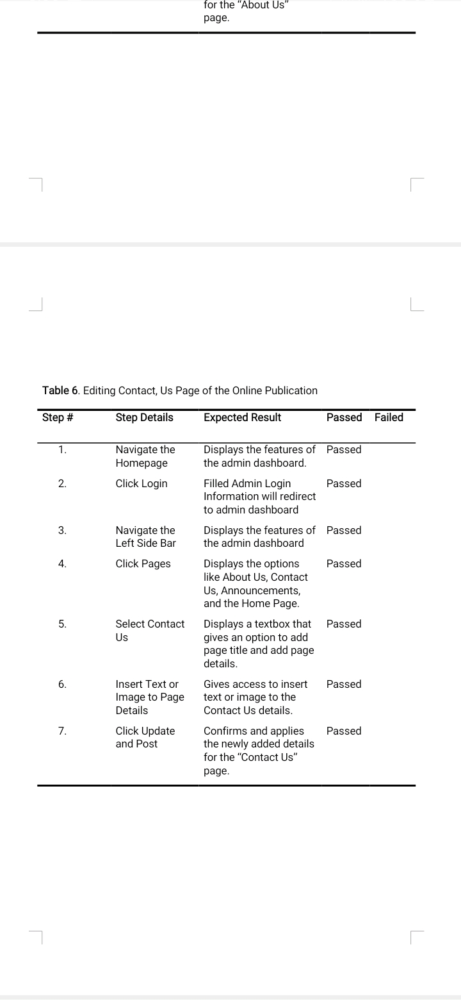 for the “About Us”
page.
Table 6. Editing Contact, Us Page of the Online Publication
Step # Step Details Expected Result Passed Failed
1. Navigate the Displays the features of Passed
Homepage the admin dashboard.
2. Click Login Filled Admin Login Passed
Information will redirect
to admin dashboard
3. Navigate the Displays the features of Passed
Left Side Bar the admin dashboard
4. Click Pages Displays the options Passed
like About Us, Contact
Us, Announcements,
and the Home Page.
5. Select Contact Displays a textbox that Passed
Us gives an option to add
page title and add page
details.
6. Insert Text or Gives access to insert Passed
Image to Page text or image to the
Details Contact Us details.
7. Click Update Confirms and applies Passed
and Post the newly added details
for the “Contact Us”
page.